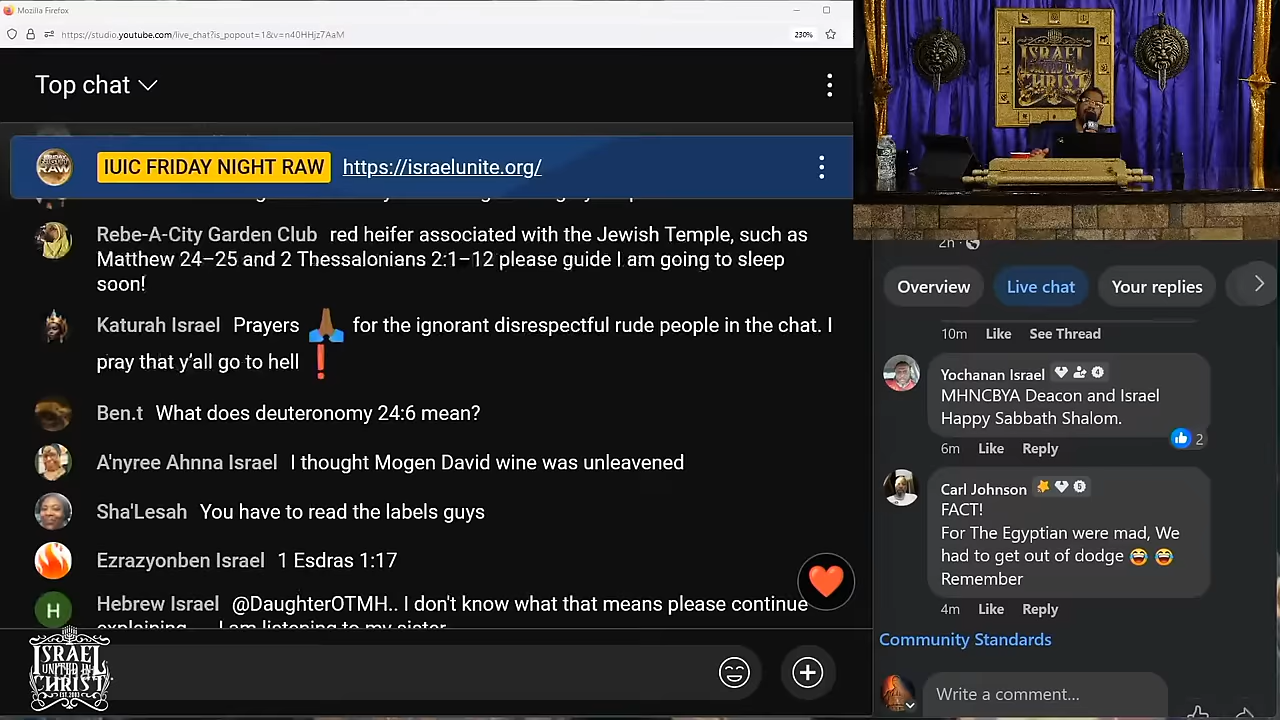 Mozilla Firefox
https://studio.youtube.com/live_chat?is_popout=1&v=n40HHjz7AaM
230%
Top chat
IUIC FRIDAY NIGHT RAW https://israelunite.org/
Rebe-A-City Garden Club red heifer associated with the Jewish Temple, such as
Matthew 24–25 and 2 Thessalonians 2:1–12 please guide I am going to sleep
soon!
Katurah Israel Prayers 🙏🏾 for the ignorant disrespectful rude people in the chat. I
pray that y'all go to hell ❗
Ben.t What does deuteronomy 24:6 mean?
A'nyree Ahnna Israel I thought Mogen David wine was unleavened
Sha'Lesah You have to read the labels guys
Ezrazyonben Israel 1 Esdras 1:17
H Hebrew Israel @DaughterOTMH.. I don't know what that means please continue
explaining.... I am listening to my sister
ISRAEL
UNITED IN
CHRIST
EST. 2003
ISRAEL
UNITED IN
CHRIST
2h
Overview
Live chat
Your replies
10m Like See Thread
Yochanan Israel
MHNCBYA Deacon and Israel
Happy Sabbath Shalom.
2
6m Like Reply
Carl Johnson
FACT!
For The Egyptian were mad, We
had to get out of dodge 😂 😂
Remember
4m Like Reply
Community Standards
Write a comment...